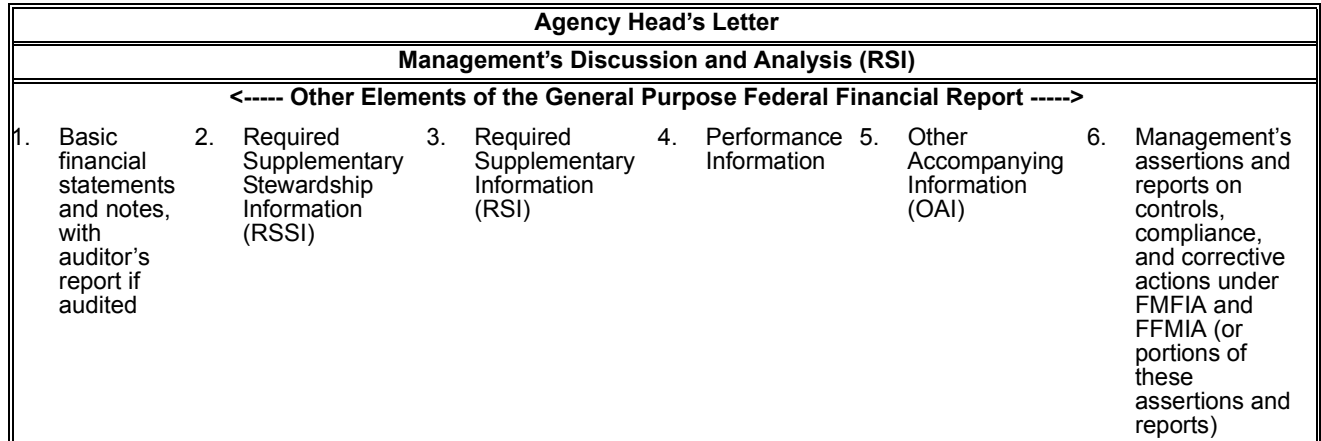 Agency Head’s Letter
Management’s Discussion and Analysis (RSI)
<----- Other Elements of the General Purpose Federal Financial Report ----->
1. Basic
financial
statements
and notes,
with
auditor’s
report if
audited
2. Required
Supplementary
Stewardship
Information
(RSSI)
3. Required
Supplementary
Information
(RSI)
4. Performance
Information
5. Other
Accompanying
Information
(OAI)
6. Management’s
assertions and
reports on
controls,
compliance,
and corrective
actions under
FMFIA and
FFMIA (or
portions of
these
assertions and
reports)